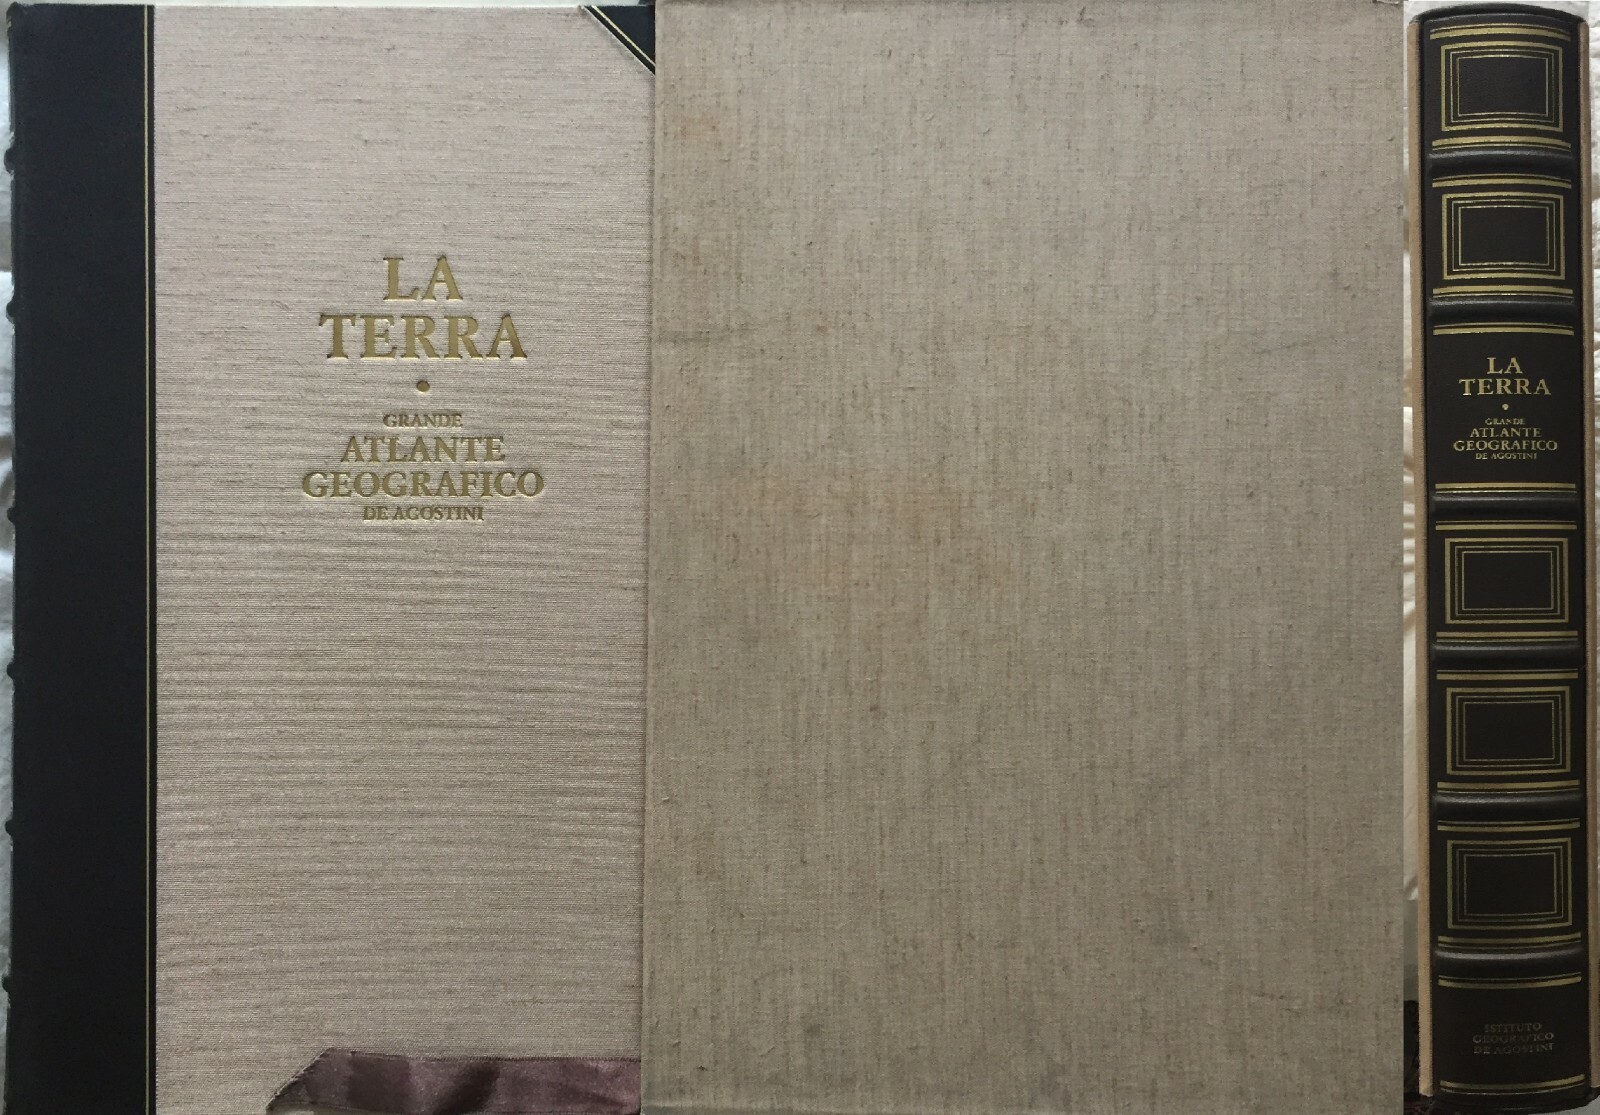 LA
TERRA
GRANDE
ATLANTE
GEOGRAFICO
DE AGOSTINI
LA
TERRA
GRANDE
ATLANTE
GEOGRAFICO
DE AGOSTINI
ISTITUTO
GEOGRAFICO
DE AGOSTINI